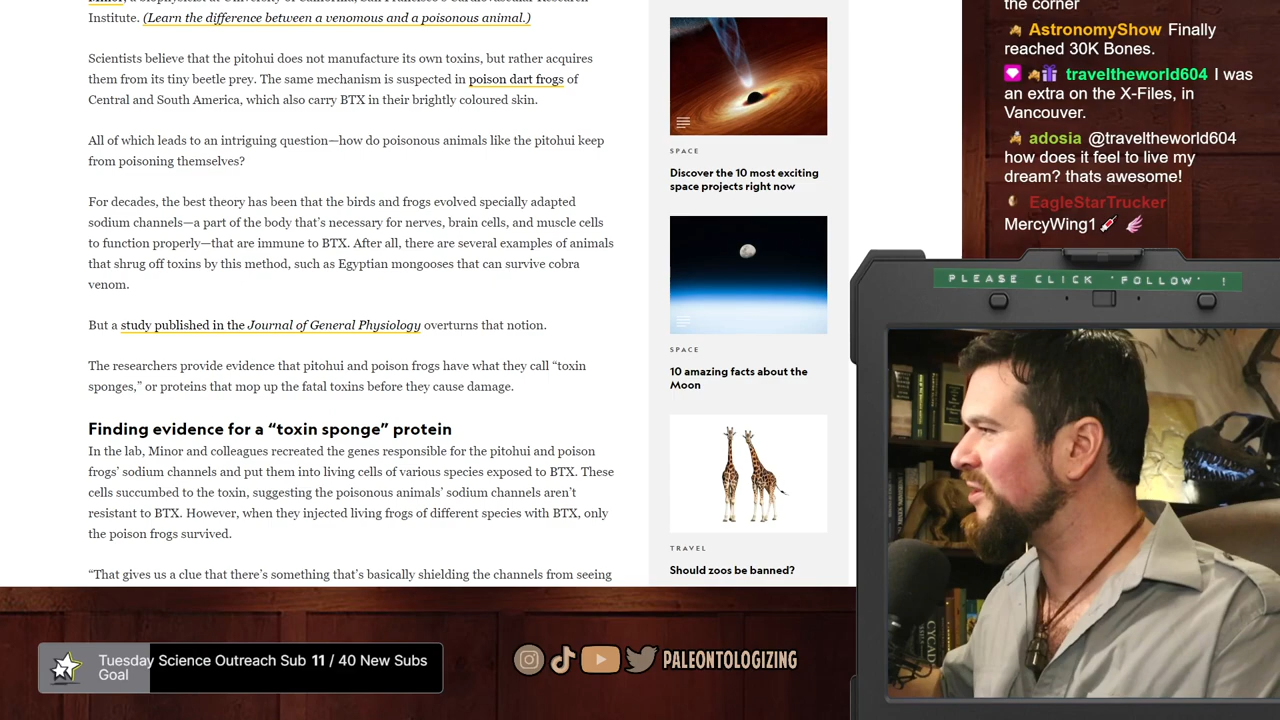 Institute. (Learn the difference between a venomous and a poisonous animal.)
Scientists believe that the pitohui does not manufacture its own toxins, but rather acquires
them from its tiny beetle prey. The same mechanism is suspected in poison dart frogs of
Central and South America, which also carry BTX in their brightly coloured skin.
All of which leads to an intriguing question—how do poisonous animals like the pitohui keep
from poisoning themselves?
For decades, the best theory has been that the birds and frogs evolved specially adapted
sodium channels—a part of the body that's necessary for nerves, brain cells, and muscle cells
to function properly—that are immune to BTX. After all, there are several examples of animals
that shrug off toxins by this method, such as Egyptian mongooses that can survive cobra
venom.
But a study published in the Journal of General Physiology overturns that notion.
The researchers provide evidence that pitohui and poison frogs have what they call “toxin
sponges,” or proteins that mop up the fatal toxins before they cause damage.
Finding evidence for a “toxin sponge” protein
In the lab, Minor and colleagues recreated the genes responsible for the pitohui and poison
frogs’ sodium channels and put them into living cells of various species exposed to BTX. These
cells succumbed to the toxin, suggesting the poisonous animals’ sodium channels aren’t
resistant to BTX. However, when they injected living frogs of different species with BTX, only
the poison frogs survived.
“That gives us a clue that there’s something that’s basically shielding the channels from seeing
SPACE
Discover the 10 most exciting
space projects right now
SPACE
10 amazing facts about the
Moon
TRAVEL
Should zoos be banned?
the corner
AstronomyShow Finally
reached 30K Bones.
traveltheworld604 I was
an extra on the X-Files, in
Vancouver.
adosia @traveltheworld604
how does it feel to live my
dream? thats awesome!
EagleStarTrucker
MercyWing1
PLEASE CLICK 'FOLLOW' !
CYCAD
Tuesday Science Outreach Sub 11 / 40 New Subs
Goal
PALEONTOLOGIZING